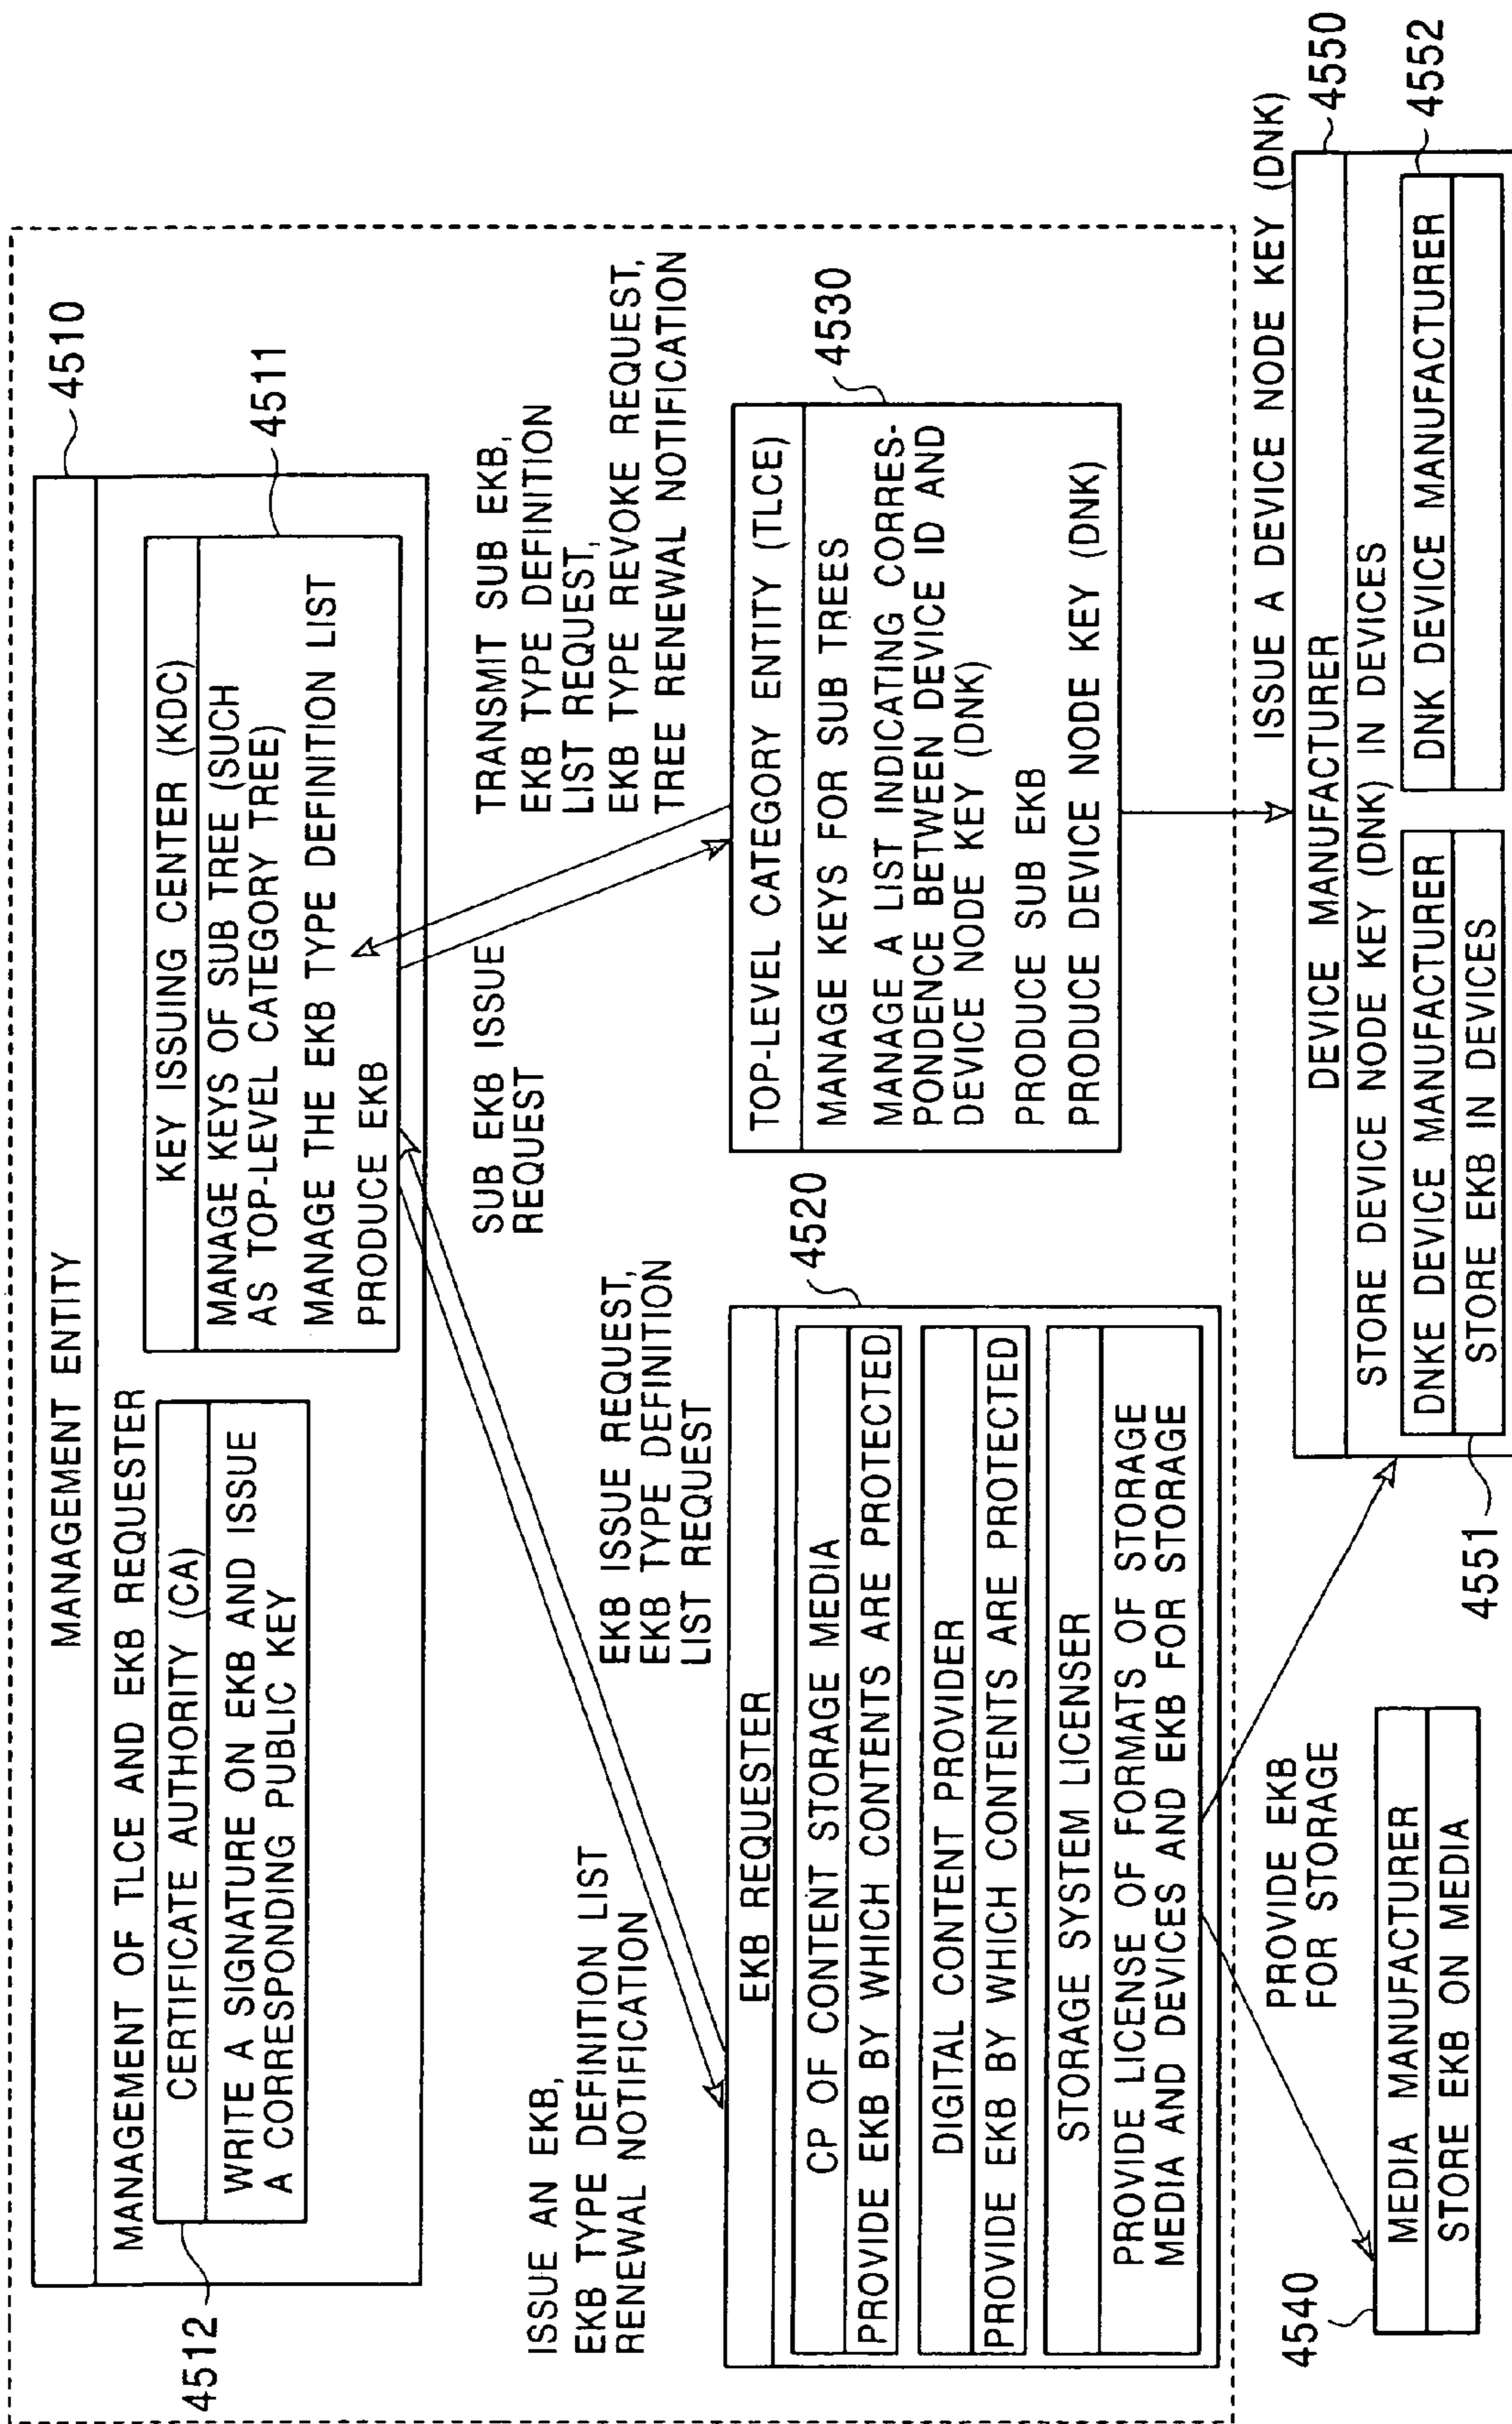 MANAGEMENT ENTITY
4510
MANAGEMENT OF TLCE AND EKB REQUESTER
CERTIFICATE AUTHORITY (CA)
WRITE A SIGNATURE ON EKB AND ISSUE
A CORRESPONDING PUBLIC KEY
4512
KEY ISSUING CENTER (KDC)
MANAGE KEYS OF SUB TREE (SUCH
AS TOP-LEVEL CATEGORY TREE)
MANAGE THE EKB TYPE DEFINITION LIST
PRODUCE EKB
4511
ISSUE AN EKB,
EKB TYPE DEFINITION LIST
RENEWAL NOTIFICATION
EKB ISSUE REQUEST,
EKB TYPE DEFINITION
LIST REQUEST
SUB EKB ISSUE
REQUEST
TRANSMIT SUB EKB,
EKB TYPE DEFINITION
LIST REQUEST,
EKB TYPE REVOKE REQUEST,
TREE RENEWAL NOTIFICATION
EKB REQUESTER
4520
CP OF CONTENT STORAGE MEDIA
PROVIDE EKB BY WHICH CONTENTS ARE PROTECTED
DIGITAL CONTENT PROVIDER
PROVIDE EKB BY WHICH CONTENTS ARE PROTECTED
STORAGE SYSTEM LICENSER
PROVIDE LICENSE OF FORMATS OF STORAGE
MEDIA AND DEVICES AND EKB FOR STORAGE
TOP-LEVEL CATEGORY ENTITY (TLCE)
4530
MANAGE KEYS FOR SUB TREES
MANAGE A LIST INDICATING CORRES-
PONDENCE BETWEEN DEVICE ID AND
DEVICE NODE KEY (DNK)
PRODUCE SUB EKB
PRODUCE DEVICE NODE KEY (DNK)
PROVIDE EKB
FOR STORAGE
ISSUE A DEVICE NODE KEY (DNK)
4540
MEDIA MANUFACTURER
STORE EKB ON MEDIA
DEVICE MANUFACTURER
4550
STORE DEVICE NODE KEY (DNK) IN DEVICES
DNKE DEVICE MANUFACTURER
STORE EKB IN DEVICES
4551
DNK DEVICE MANUFACTURER
4552